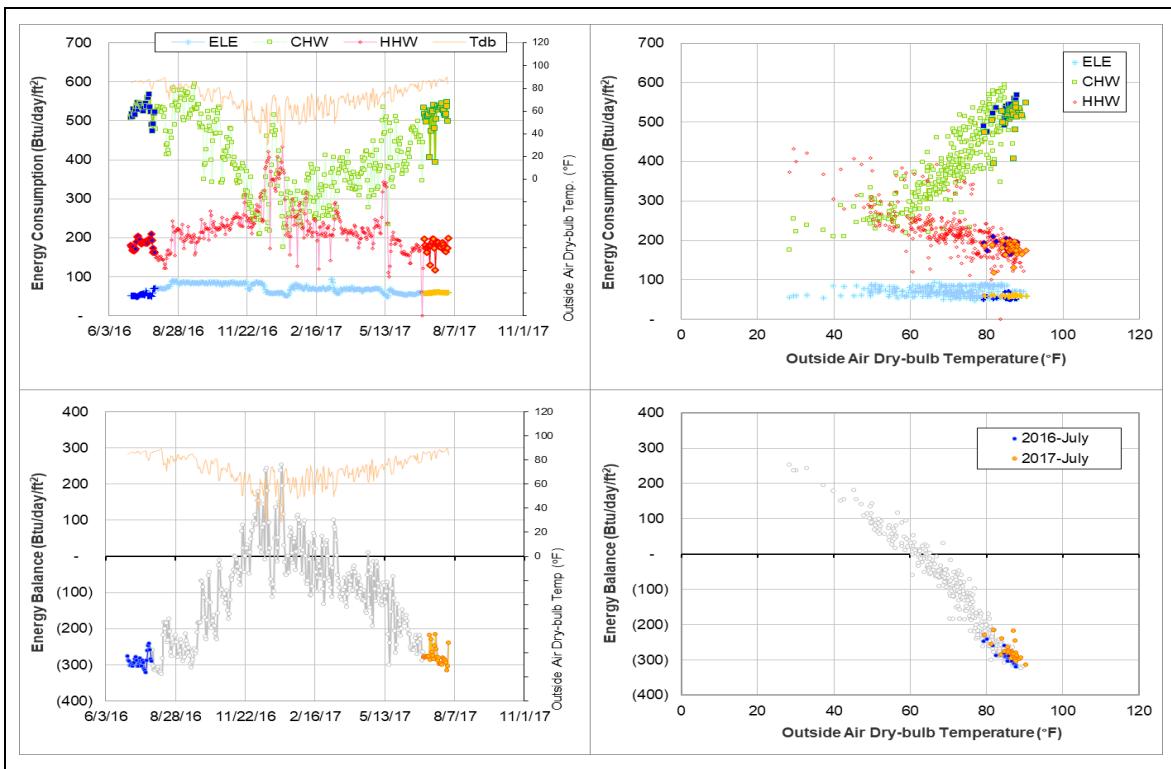 ELE CHW HHW Tdb
Energy Consumption (Btu/day/ft²)
700
600
500
400
300
200
100
-
120
100
80
60
40
20
0
Outside Air Dry-bulb Temp. (°F)
6/3/16 8/28/16 11/22/16 2/16/17 5/13/17 8/7/17 11/1/17
ELE
CHW
HHW
Energy Consumption (Btu/day/ft²)
700
600
500
400
300
200
100
-
0 20 40 60 80 100 120
Outside Air Dry-bulb Temperature (°F)
Energy Balance (Btu/day/ft²)
400
300
200
100
-
(100)
(200)
(300)
(400)
120
100
80
60
40
20
0
Outside Air Dry-bulb Temp (°F)
6/3/16 8/28/16 11/22/16 2/16/17 5/13/17 8/7/17 11/1/17
2016-July
2017-July
Energy Balance (Btu/day/ft²)
400
300
200
100
-
(100)
(200)
(300)
(400)
0 20 40 60 80 100 120
Outside Air Dry-bulb Temperature (°F)